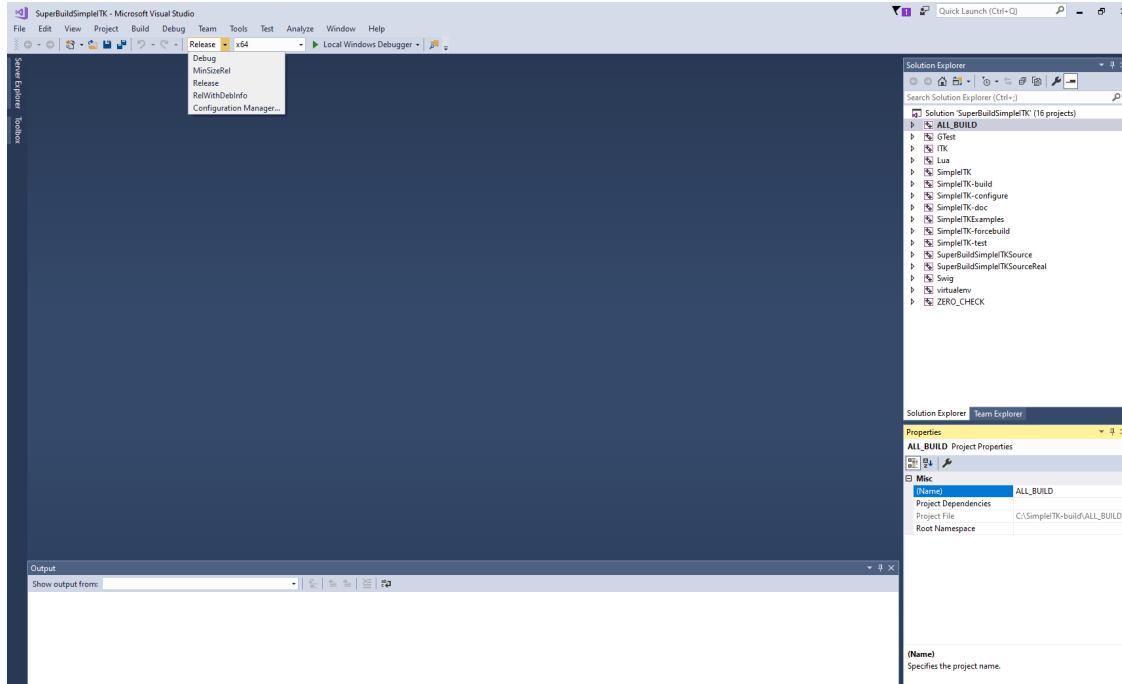 SuperBuildSimpleITK - Microsoft Visual Studio
1
Quick Launch (Ctrl+Q)
File Edit View Project Build Debug Team Tools Test Analyze Window Help
Release x64 Local Windows Debugger
Debug
MinSizeRel
Release
RelWithDebInfo
Configuration Manager...
Server Explorer
Toolbox
Solution Explorer
Search Solution Explorer (Ctrl+;)
Solution 'SuperBuildSimpleITK' (16 projects)
ALL_BUILD
GTest
ITK
Lua
SimpleITK
SimpleITK-build
SimpleITK-configure
SimpleITK-doc
SimpleITKExamples
SimpleITK-forcebuild
SimpleITK-test
SuperBuildSimpleITKSource
SuperBuildSimpleITKSourceReal
Swig
virtualenv
ZERO_CHECK
Solution Explorer Team Explorer
Properties
ALL_BUILD Project Properties
Misc
(Name) ALL_BUILD
Project Dependencies
Project File C:\SimpleITK-build\ALL_BUILD
Root Namespace
(Name)
Specifies the project name.
Output
Show output from: